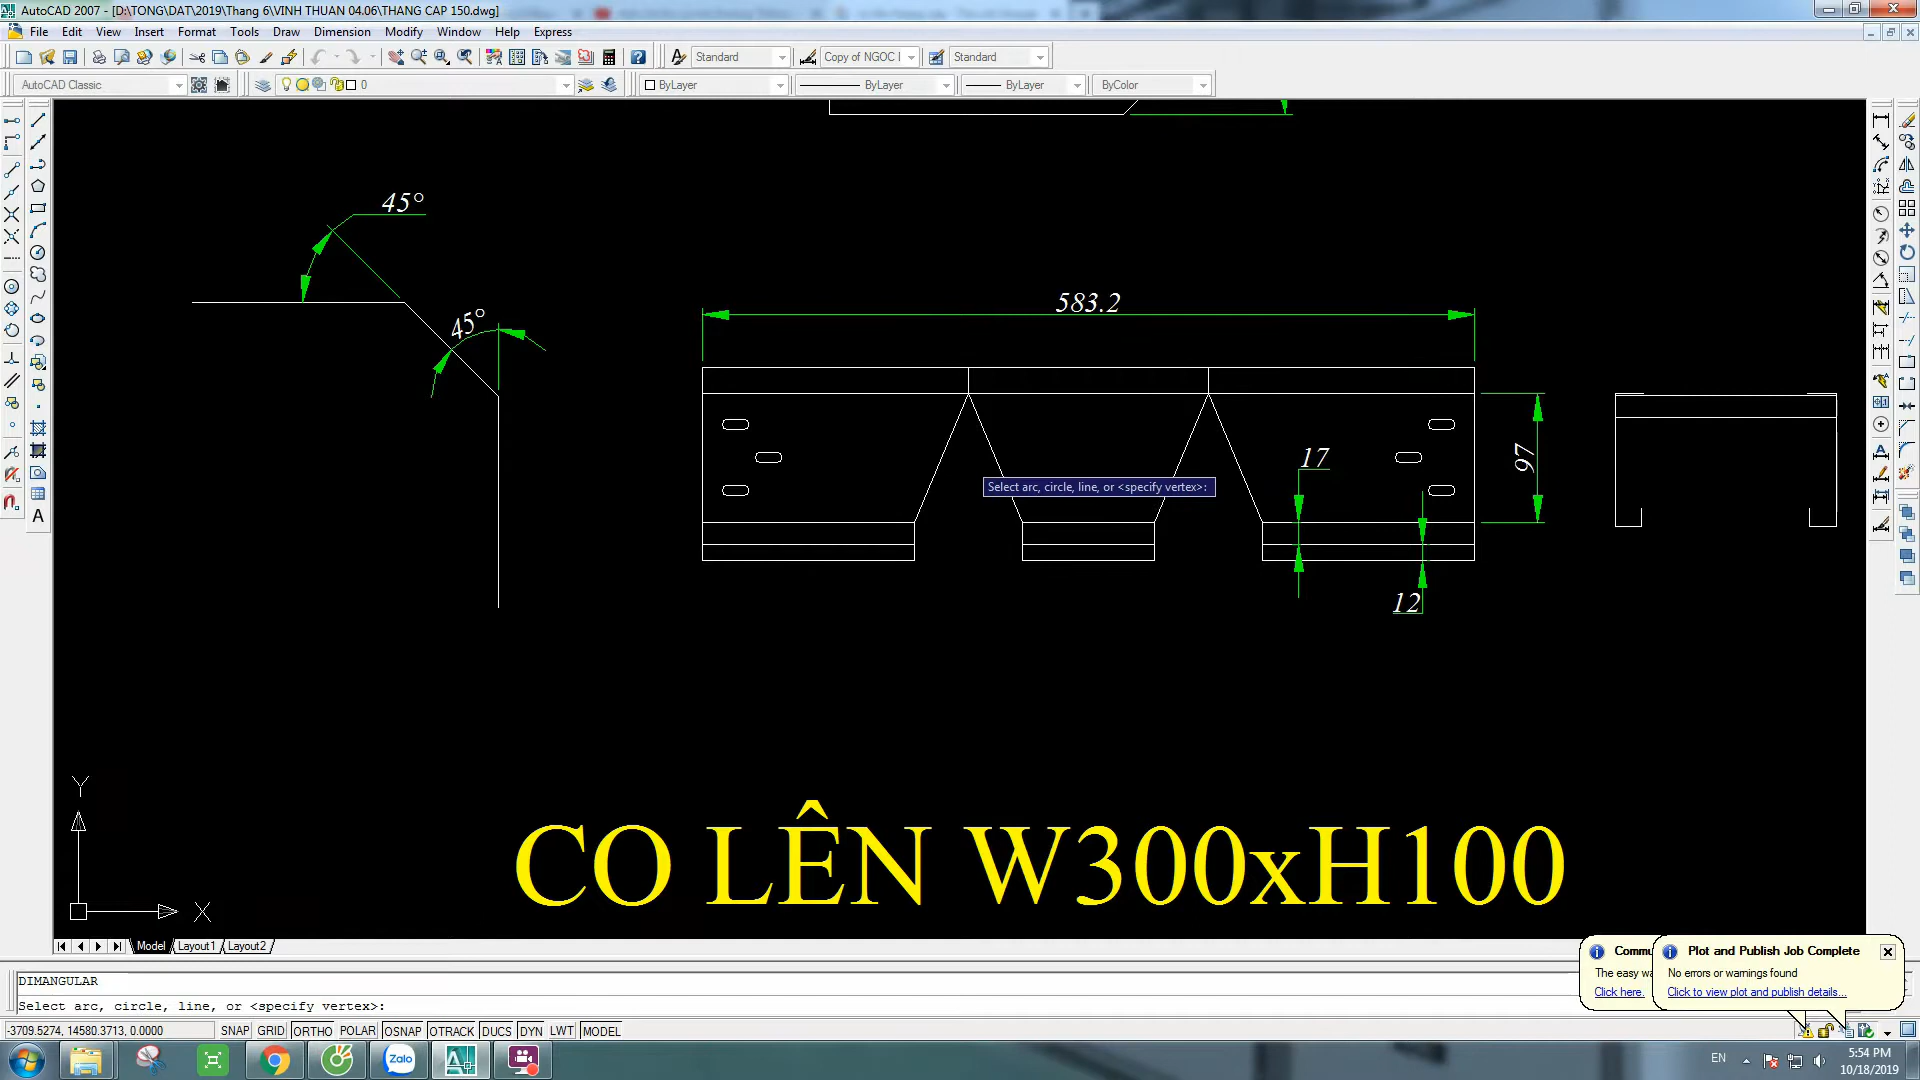 AutoCAD 2007 - [D:\TONG\DAT\2019\Thang 6\VINH THUAN 04.06\THANG CAP 150.dwg]
File Edit View Insert Format Tools Draw Dimension Modify Window Help Express
Standard Copy of NGOC Standard
AutoCAD Classic 0 ByLayer ByLayer ByLayer ByColor
45°
45°
583.2
17
97
12
Select arc, circle, line, or <specify vertex>:
Y
X
CO LÊN W300xH100
Model Layout1 Layout2
Commu
The easy wa
Click here.
Plot and Publish Job Complete
No errors or warnings found
Click to view plot and publish details...
DIMANGULAR
Select arc, circle, line, or <specify vertex>:
-3709.5274, 14580.3713, 0.0000 SNAP GRID ORTHO POLAR OSNAP OTRACK DUCS DYN LWT MODEL
Zalo
EN
5:54 PM
10/18/2019